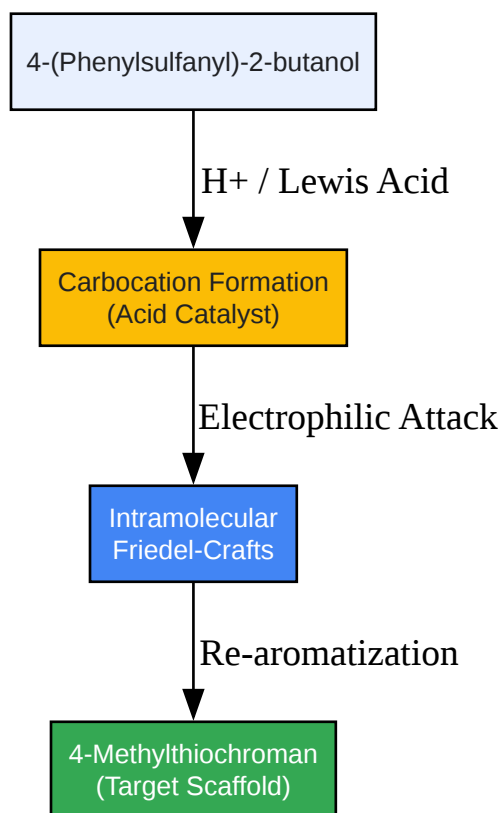 4-(Phenylsulfanyl)-2-butanol
H+ / Lewis Acid
Carbocation Formation
(Acid Catalyst)
Electrophilic Attack
Intramolecular
Friedel-Crafts
Re-aromatization
4-Methylthiochroman
(Target Scaffold)